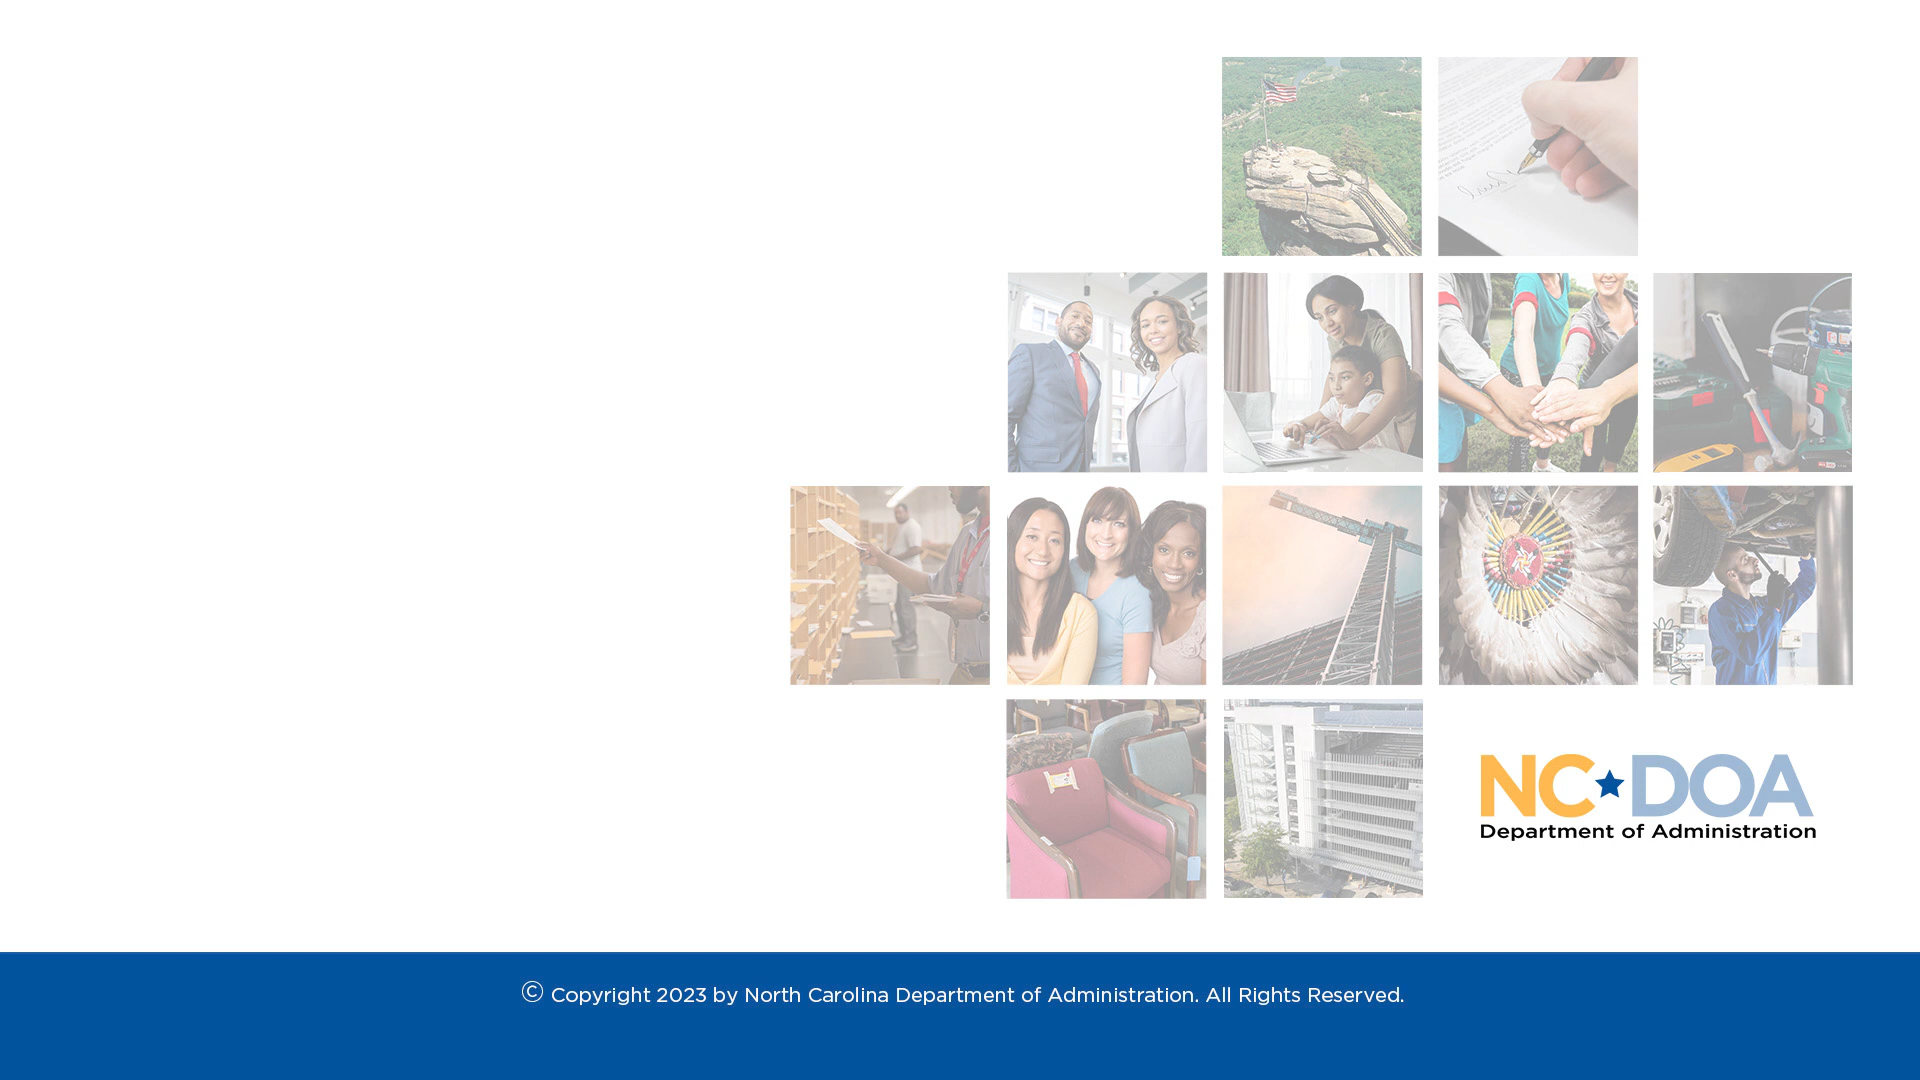 NC★DOA
Department of Administration
© Copyright 2023 by North Carolina Department of Administration. All Rights Reserved.